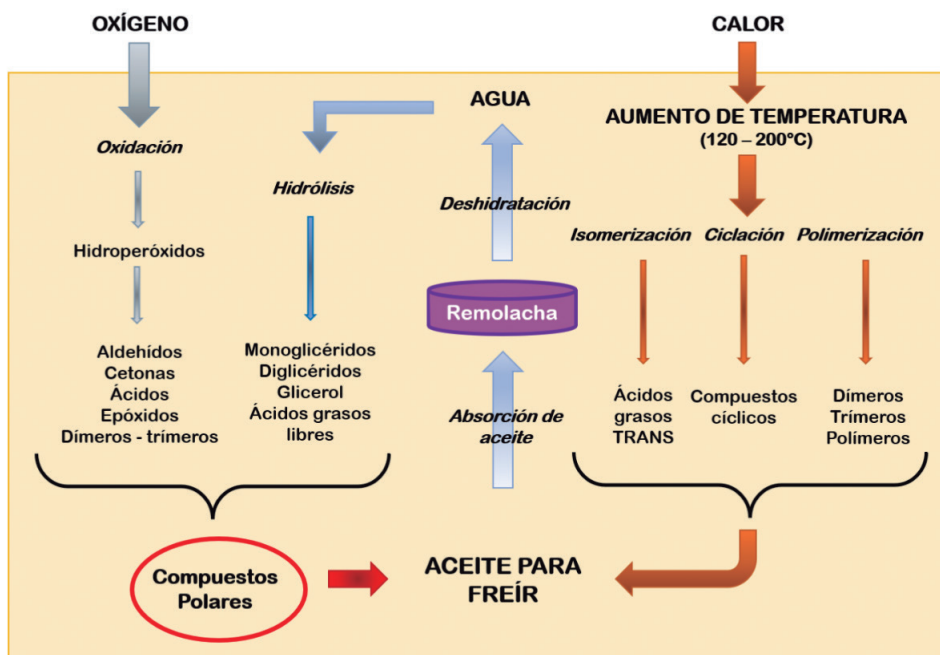 OXÍGENO
CALOR
AGUA
AUMENTO DE TEMPERATURA
(120 – 200°C)
Oxidación
Hidrólisis
Deshidratación
Isomerización
Ciclación
Polimerización
Hidroperóxidos
Remolacha
Aldehídos
Cetonas
Ácidos
Epóxidos
Dímeros - trímeros
Monoglicéridos
Diglicéridos
Glicerol
Ácidos grasos
libres
Absorción de
aceite
Ácidos
grasos
TRANS
Compuestos
cíclicos
Dímeros
Trímeros
Polímeros
Compuestos
Polares
ACEITE PARA
FREÍR